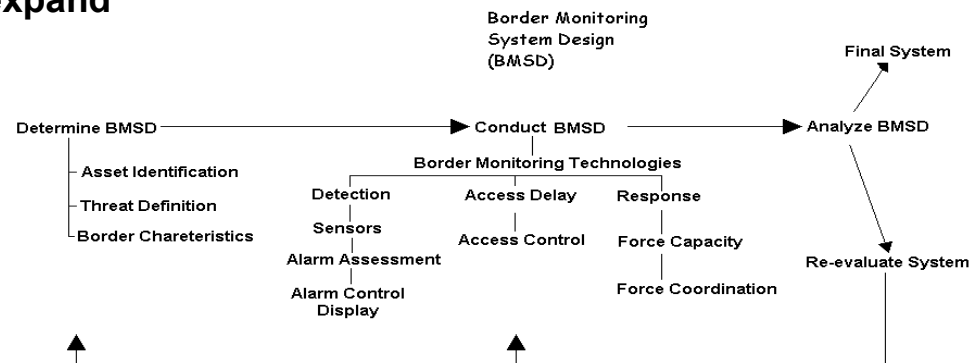 expand
Border Monitoring
System Design
(BMSD)
Final System
Determine BMSD
Conduct BMSD
Analyze BMSD
Asset Identification
Threat Definition
Border Chareteristics
Border Monitoring Technologies
Detection
Sensors
Alarm Assessment
Alarm Control
Display
Access Delay
Access Control
Response
Force Capacity
Force Coordination
Re-evaluate System